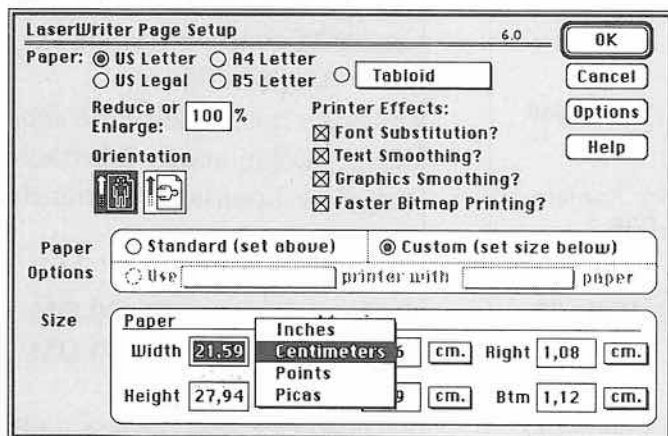 LaserWriter Page Setup 6.0 OK
Paper: US Letter A4 Letter Tabloid Cancel
US Legal B5 Letter
Reduce or Enlarge: 100 % Printer Effects: Options
Font Substitution?
Orientation Text Smoothing? Help
Graphic Smoothing?
Faster Bitmap Printing?
Paper Options Standard (set above) Custom (set size below)
Use printer with paper
Size Paper
Inches
Width 21.59 Centimeters cm. Right 1,08 cm.
Points
Height 27,94 Picas 9 cm. Btm 1,12 cm.